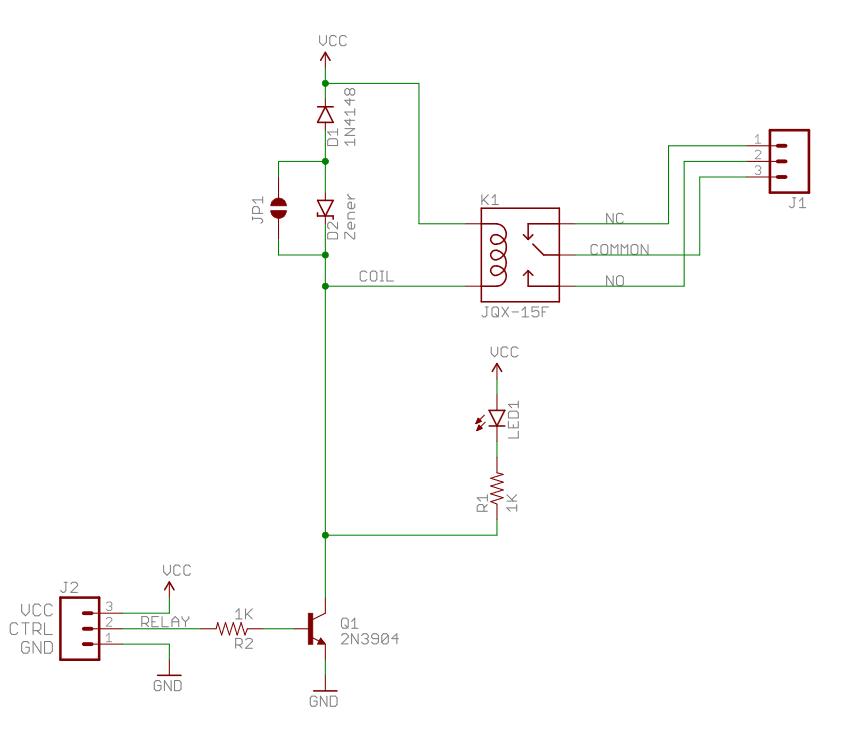 VCC
D1
1N4148
JP1
D2
Zener
COIL
K1
JQX-15F
NC
COMMON
NO
1
2
3
J1
VCC
LED1
R1
1K
J2
VCC
CTRL
GND
3
2
1
VCC
RELAY
GND
1K
R2
Q1
2N3904
GND